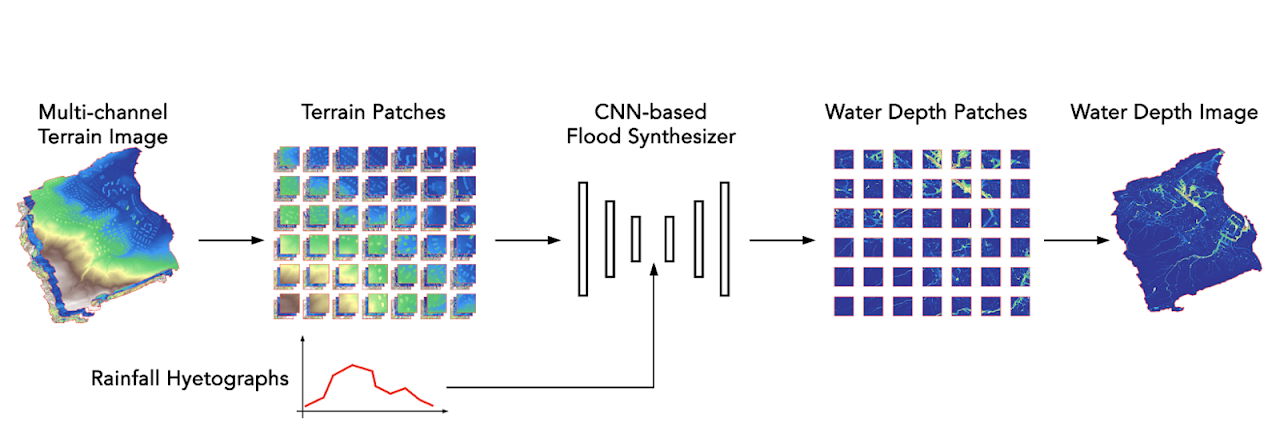 Multi-channel
Terrain Image
Terrain Patches
CNN-based
Flood Synthesizer
Water Depth Patches
Water Depth Image
Rainfall Hyetographs